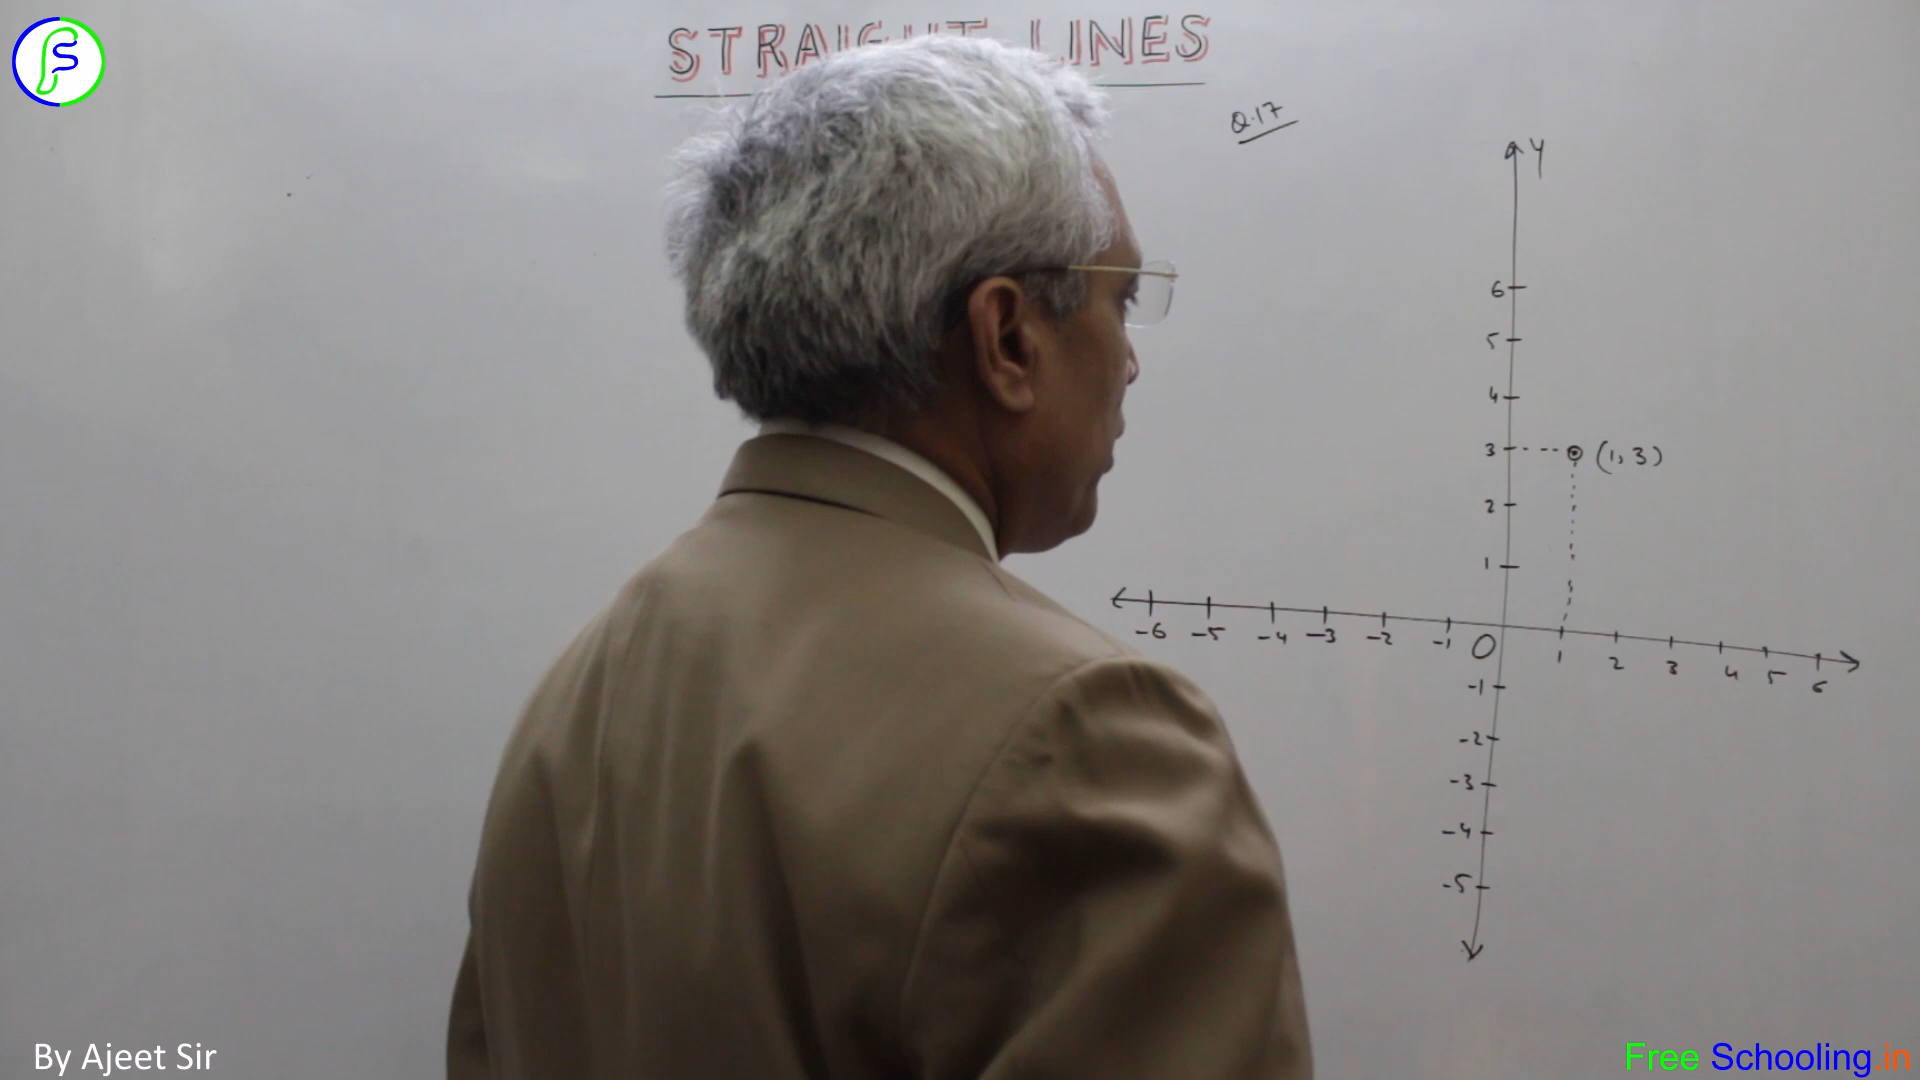 STRAIGHT LINES
Q.17
Y
6
5
4
3 (1, 3)
2
1
-6 -5 -4 -3 -2 -1 O 1 2 3 4 5 6
-1
-2
-3
-4
-5
By Ajeet Sir
Free Schooling.in